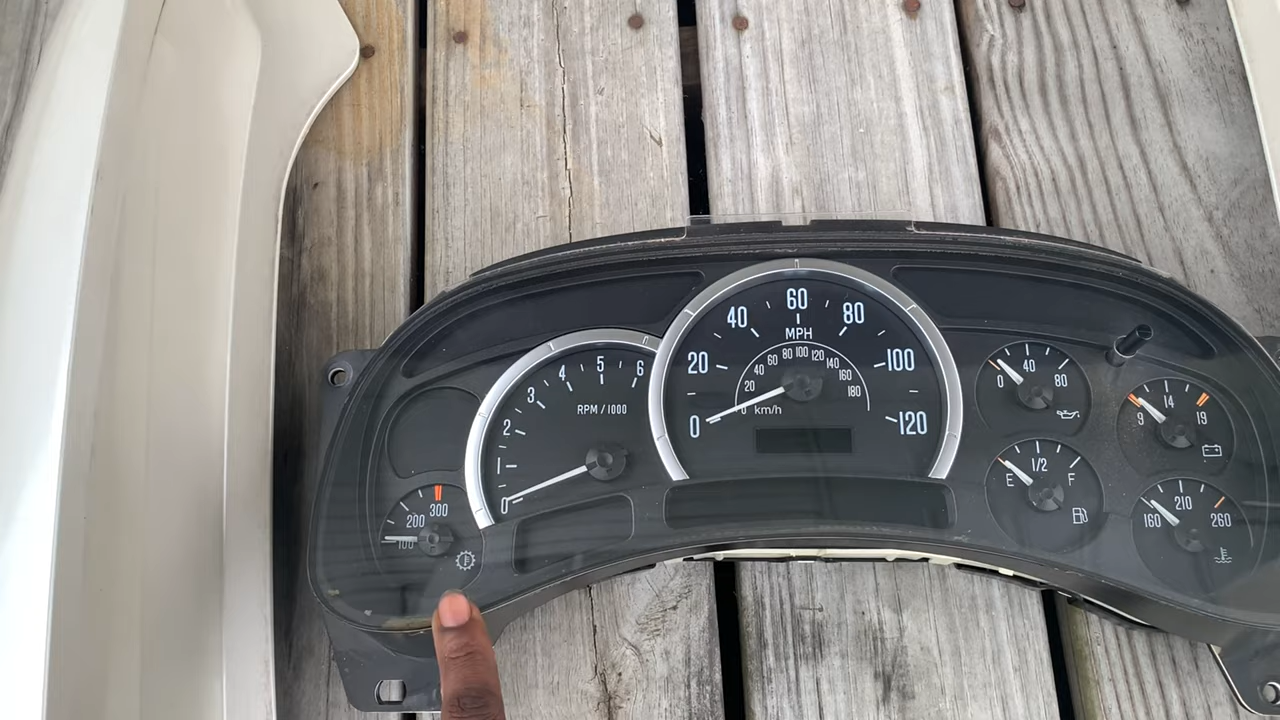 0 1 2 3 4 5 6
RPM / 1000
100 200 300
0 20 40 60 80 100 120
MPH
0 20 40 60 80 100 120 140 160 180
km/h
0 40 80
9 14 19
E 1/2 F
160 210 260